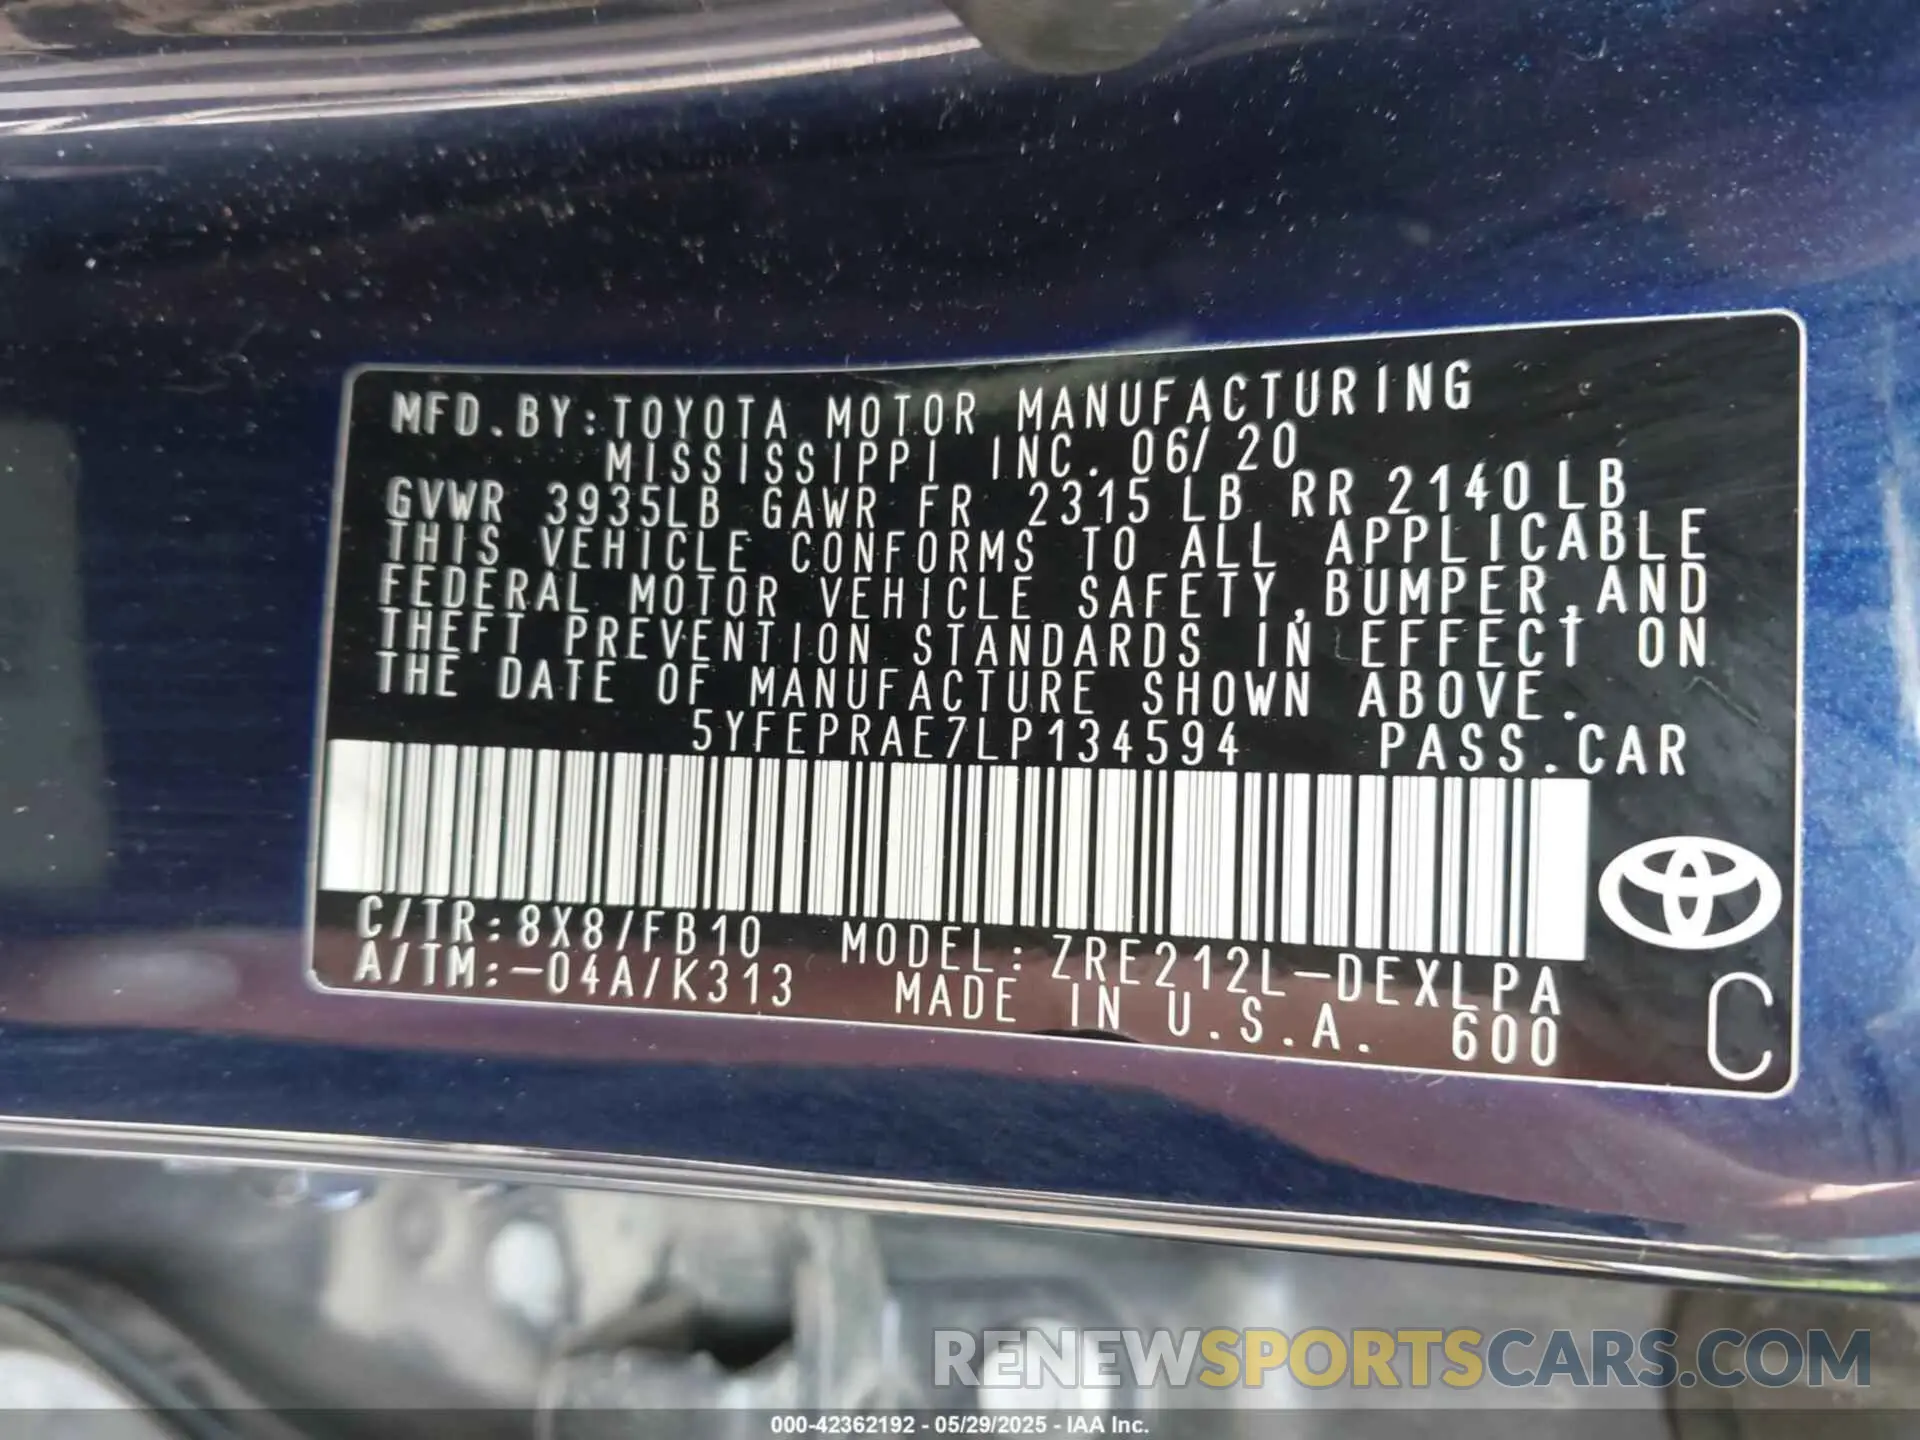 MFD.BY:TOYOTA MOTOR MANUFACTURING
MISSISSIPPI INC. 06/20
GVWR 3935LB GAWR FR 2315LB RR 2140LB
THIS VEHICLE CONFORMS TO ALL APPLICABLE
FEDERAL MOTOR VEHICLE SAFETY,BUMPER,AND
THEFT PREVENTION STANDARDS IN EFFECT ON
THE DATE OF MANUFACTURE SHOWN ABOVE.
5YFEPRAE7LP134594 PASS.CAR
C/TR:8X8/FB10 MODEL:ZRE212L-DEXLPA
A/TM:-04A/K313 MADE IN U.S.A. 600
C
RENEWSPORTSCARS.COM
000-42362192 - 05/29/2025 - IAA Inc.